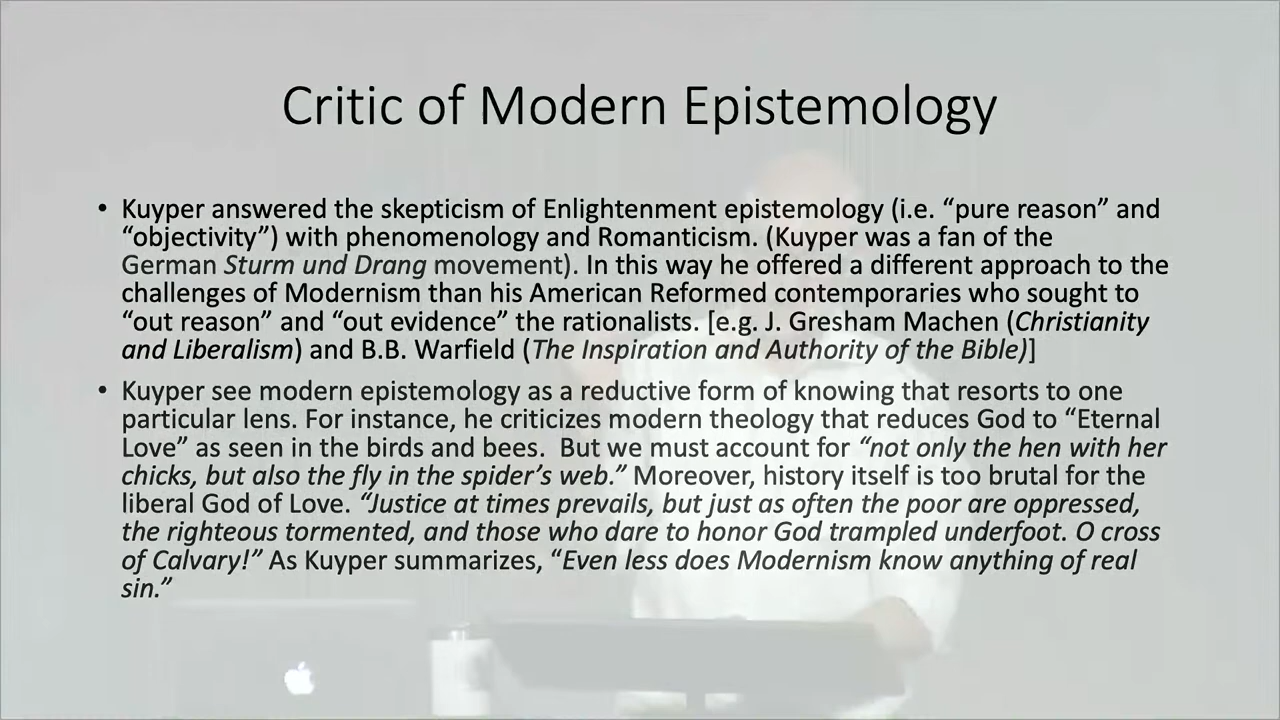 Critic of Modern Epistemology
• Kuyper answered the skepticism of Enlightenment epistemology (i.e. “pure reason” and
“objectivity”) with phenomenology and Romanticism. (Kuyper was a fan of the
German Sturm und Drang movement). In this way he offered a different approach to the
challenges of Modernism than his American Reformed contemporaries who sought to
“out reason” and “out evidence” the rationalists. [e.g. J. Gresham Machen (Christianity
and Liberalism) and B.B. Warfield (The Inspiration and Authority of the Bible)]
• Kuyper see modern epistemology as a reductive form of knowing that resorts to one
particular lens. For instance, he criticizes modern theology that reduces God to “Eternal
Love” as seen in the birds and bees.  But we must account for “not only the hen with her
chicks, but also the fly in the spider’s web.” Moreover, history itself is too brutal for the
liberal God of Love. “Justice at times prevails, but just as often the poor are oppressed,
the righteous tormented, and those who dare to honor God trampled underfoot. O cross
of Calvary!” As Kuyper summarizes, “Even less does Modernism know anything of real
sin.”